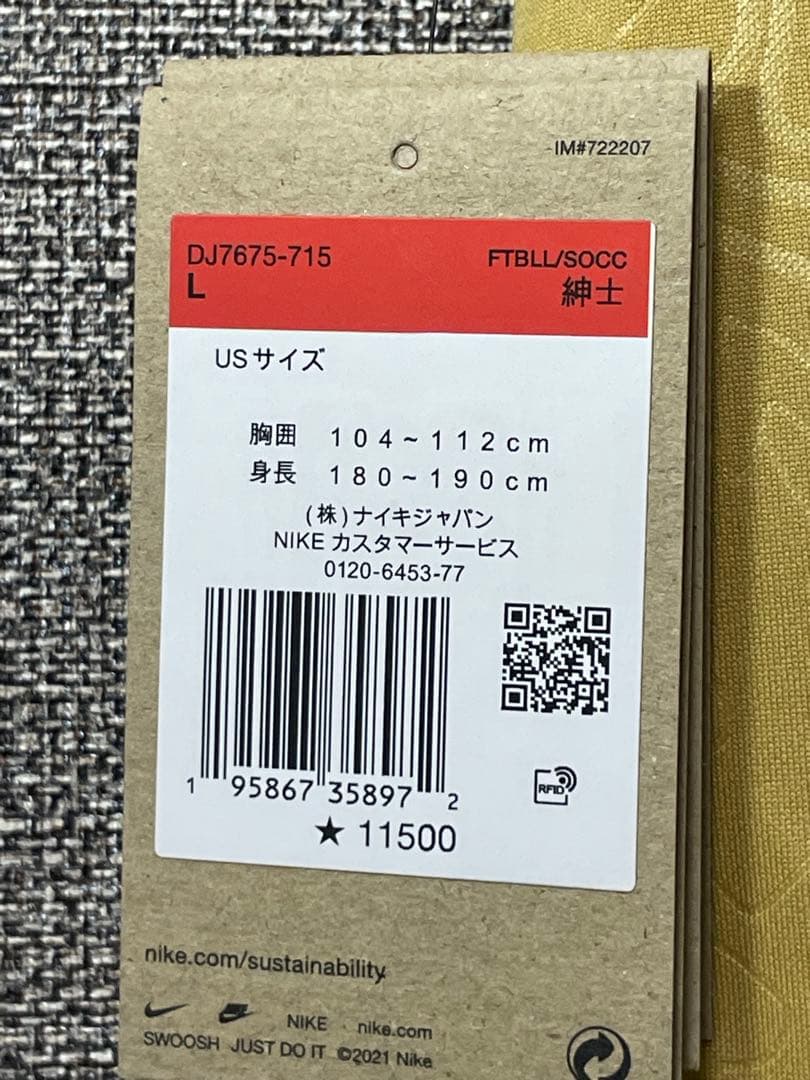 IM#722207
DJ7675-715 FTBLL/SOCC
L 紳士
USサイズ
胸囲 104~112cm
身長 180~190cm
(株)ナイキジャパン
NIKE カスタマーサービス
0120-6453-77
RFID
1 95867 35897 2
★ 11500
nike.com/sustainability
NIKE nike.com
SWOOSH JUST DO IT ©2021 Nike